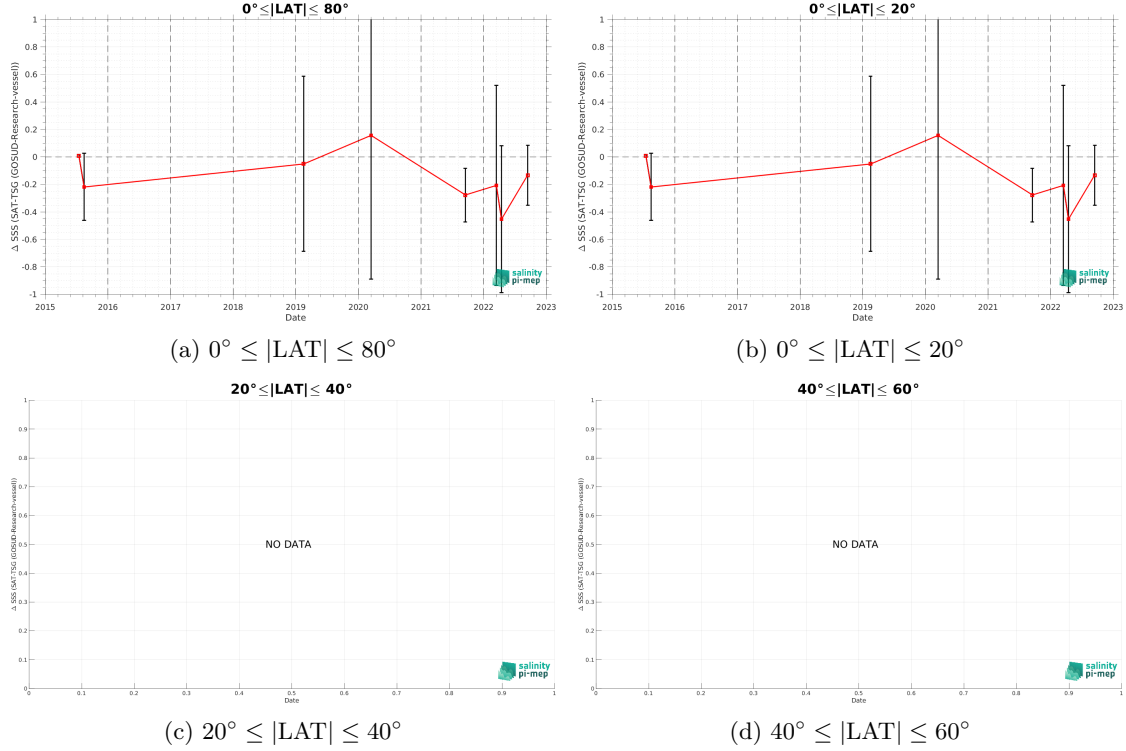 0°≤|LAT|≤ 80°
1
0.8
0.6
0.4
0.2
0
-0.2
-0.4
-0.6
-0.8
-1
Δ SSS (SAT-TSG (GOSUD-Research-vessel))
2015 2016 2017 2018 2019 2020 2021 2022 2023
Date
salinity
pi-mep
(a) 0° ≤ |LAT| ≤ 80°
0°≤|LAT|≤ 20°
1
0.8
0.6
0.4
0.2
0
-0.2
-0.4
-0.6
-0.8
-1
Δ SSS (SAT-TSG (GOSUD-Research-vessel))
2015 2016 2017 2018 2019 2020 2021 2022 2023
Date
salinity
pi-mep
(b) 0° ≤ |LAT| ≤ 20°
20°≤|LAT|≤ 40°
1
0.9
0.8
0.7
0.6
0.5
0.4
0.3
0.2
0.1
0
Δ SSS (SAT-TSG (GOSUD-Research-vessel))
NO DATA
0 0.1 0.2 0.3 0.4 0.5 0.6 0.7 0.8 0.9 1
Date
salinity
pi-mep
(c) 20° ≤ |LAT| ≤ 40°
40°≤|LAT|≤ 60°
1
0.9
0.8
0.7
0.6
0.5
0.4
0.3
0.2
0.1
0
Δ SSS (SAT-TSG (GOSUD-Research-vessel))
NO DATA
0 0.1 0.2 0.3 0.4 0.5 0.6 0.7 0.8 0.9 1
Date
salinity
pi-mep
(d) 40° ≤ |LAT| ≤ 60°